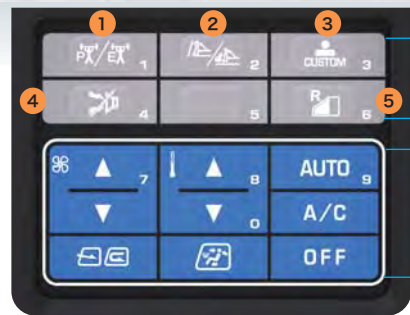 1 2 3
P / E 1 2 CUSTOM 3
4 4 5 R 6 5
7 8 AUTO 9
0 A/C
OFF